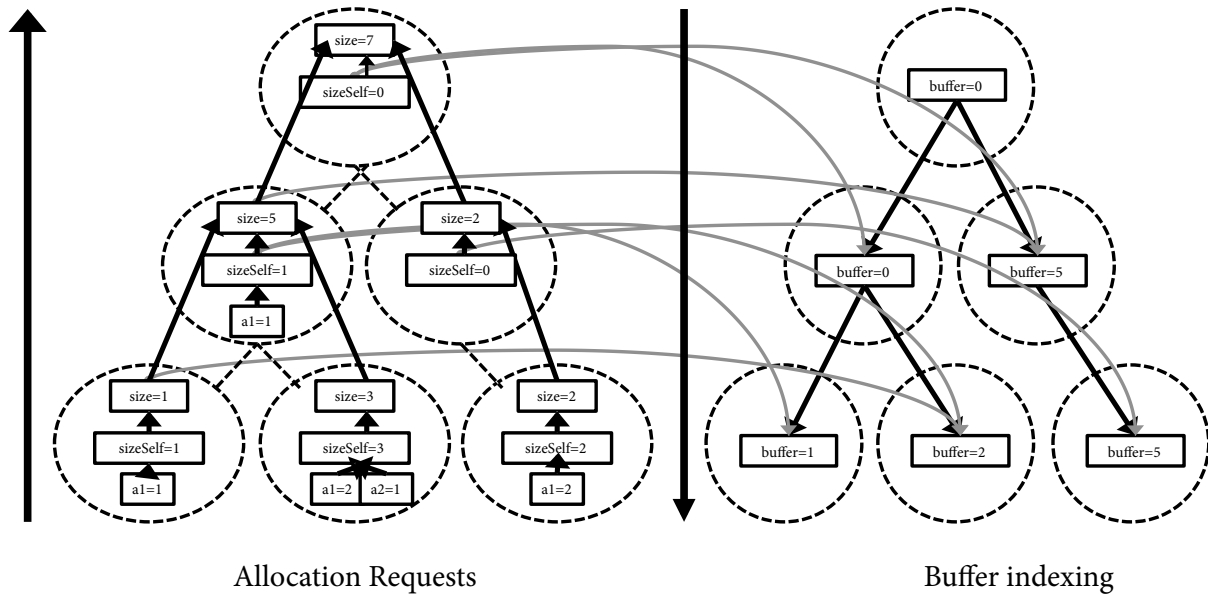 size=7
sizeSelf=0
size=5
sizeSelf=1
a1=1
size=2
sizeSelf=0
size=1
sizeSelf=1
a1=1
size=3
sizeSelf=3
a1=2 a2=1
size=2
sizeSelf=2
a1=2
Allocation Requests
buffer=0
buffer=0
buffer=5
buffer=1
buffer=2
buffer=5
Buffer indexing